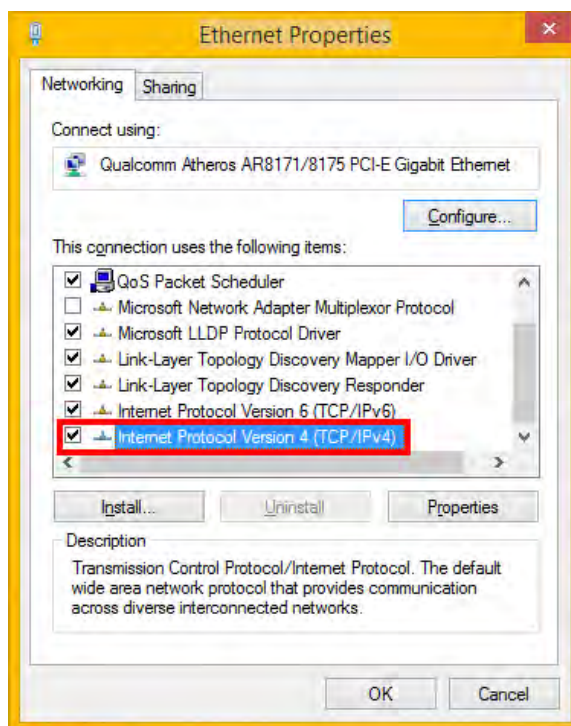 Ethernet Properties
Networking
Sharing
Connect using:
Qualcomm Atheros AR8171/8175 PCI-E Gigabit Ethernet
Configure...
This connection uses the following items:
QoS Packet Scheduler
Microsoft Network Adapter Multiplexor Protocol
Microsoft LLDP Protocol Driver
Link-Layer Topology Discovery Mapper I/O Driver
Link-Layer Topology Discovery Responder
Internet Protocol Version 6 (TCP/IPv6)
Internet Protocol Version 4 (TCP/IPv4)
Install...
Uninstall
Properties
Description
Transmission Control Protocol/Internet Protocol. The default
wide area network protocol that provides communication
across diverse interconnected networks.
OK
Cancel